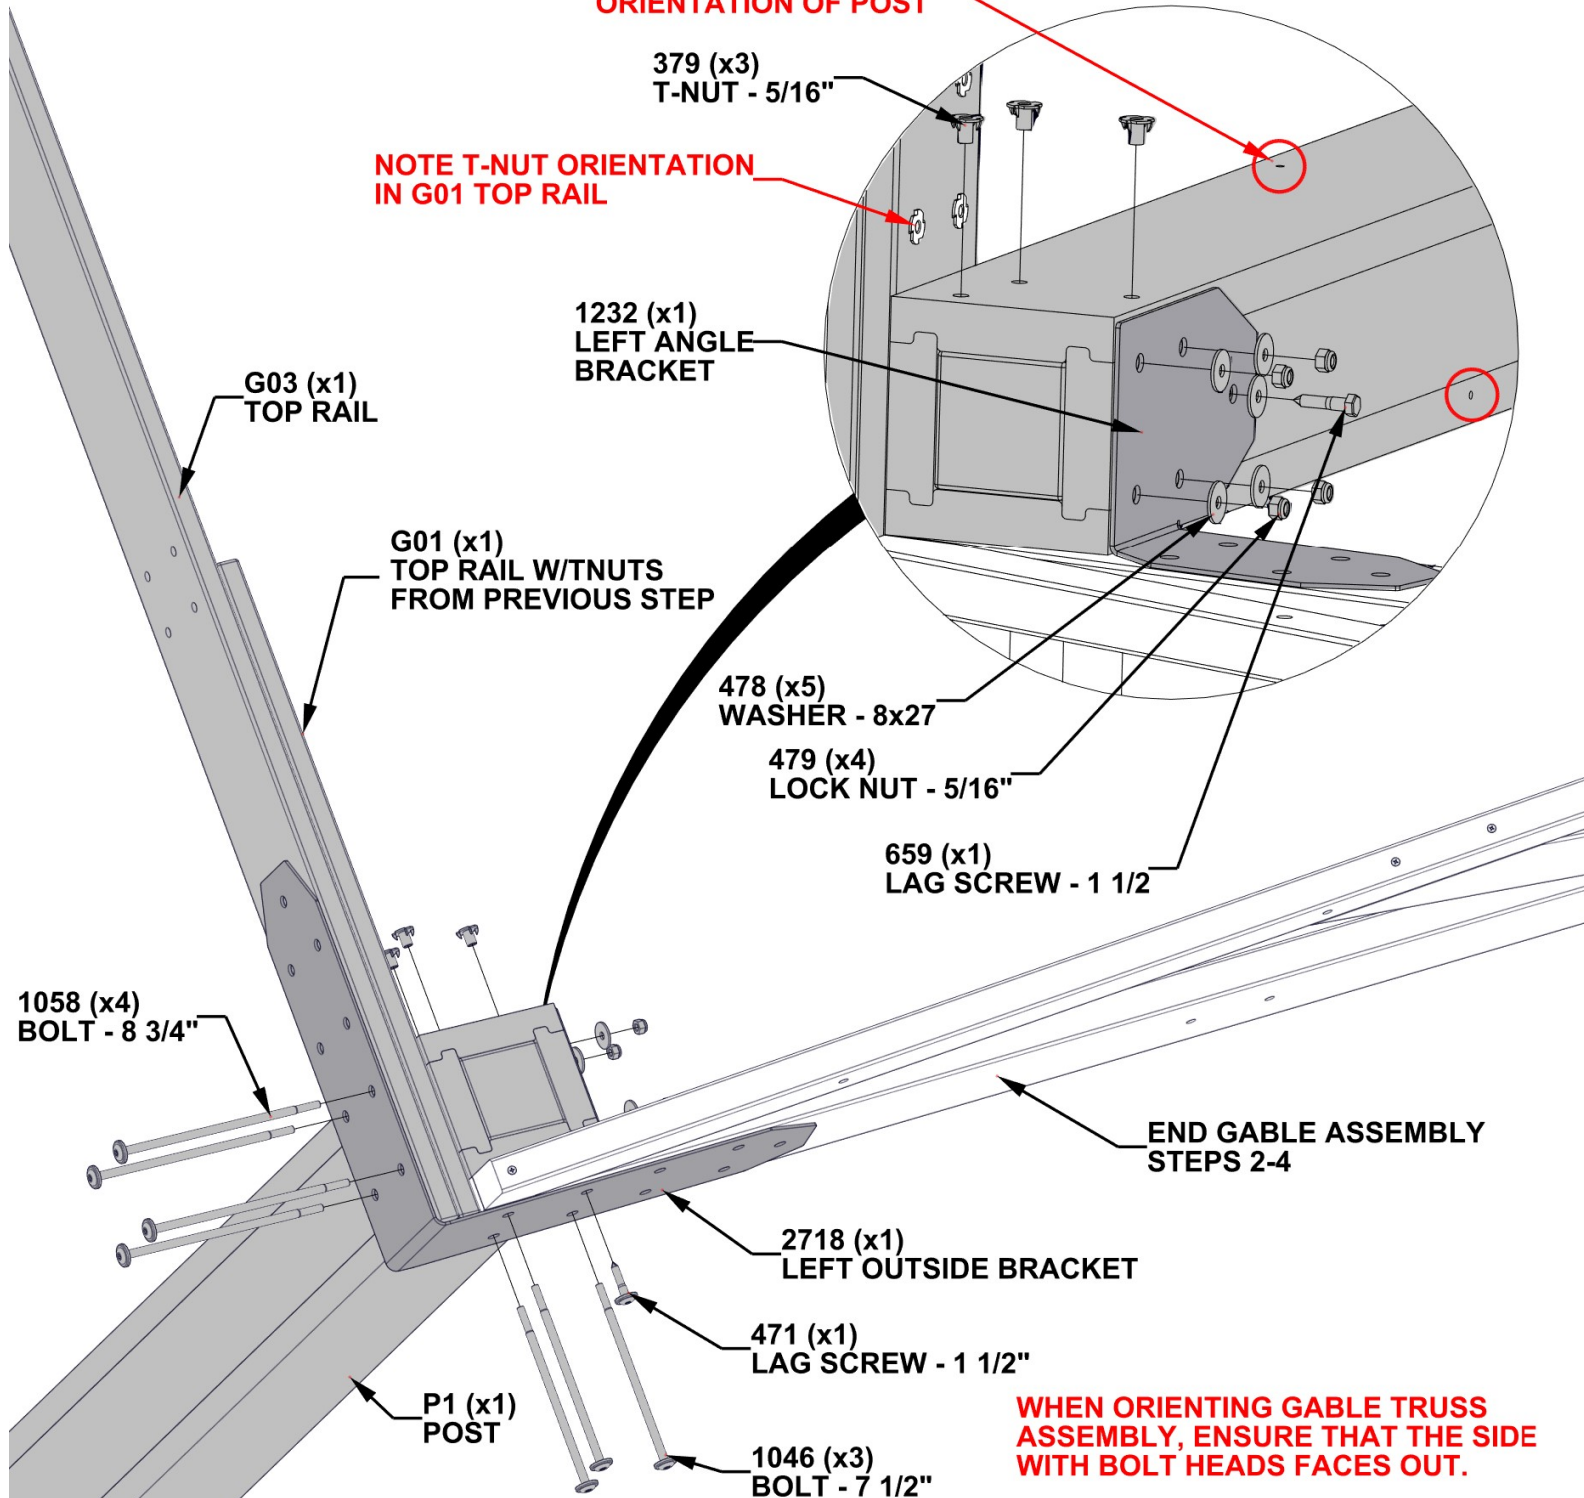 ORIENTATION OF POST
379 (x3)
T-NUT - 5/16"
NOTE T-NUT ORIENTATION
IN G01 TOP RAIL
1232 (x1)
LEFT ANGLE
BRACKET
G03 (x1)
TOP RAIL
G01 (x1)
TOP RAIL W/TNUTS
FROM PREVIOUS STEP
478 (x5)
WASHER - 8x27
479 (x4)
LOCK NUT - 5/16"
659 (x1)
LAG SCREW - 1 1/2
1058 (x4)
BOLT - 8 3/4"
END GABLE ASSEMBLY
STEPS 2-4
2718 (x1)
LEFT OUTSIDE BRACKET
471 (x1)
LAG SCREW - 1 1/2"
P1 (x1)
POST
1046 (x3)
BOLT - 7 1/2"
WHEN ORIENTING GABLE TRUSS
ASSEMBLY, ENSURE THAT THE SIDE
WITH BOLT HEADS FACES OUT.